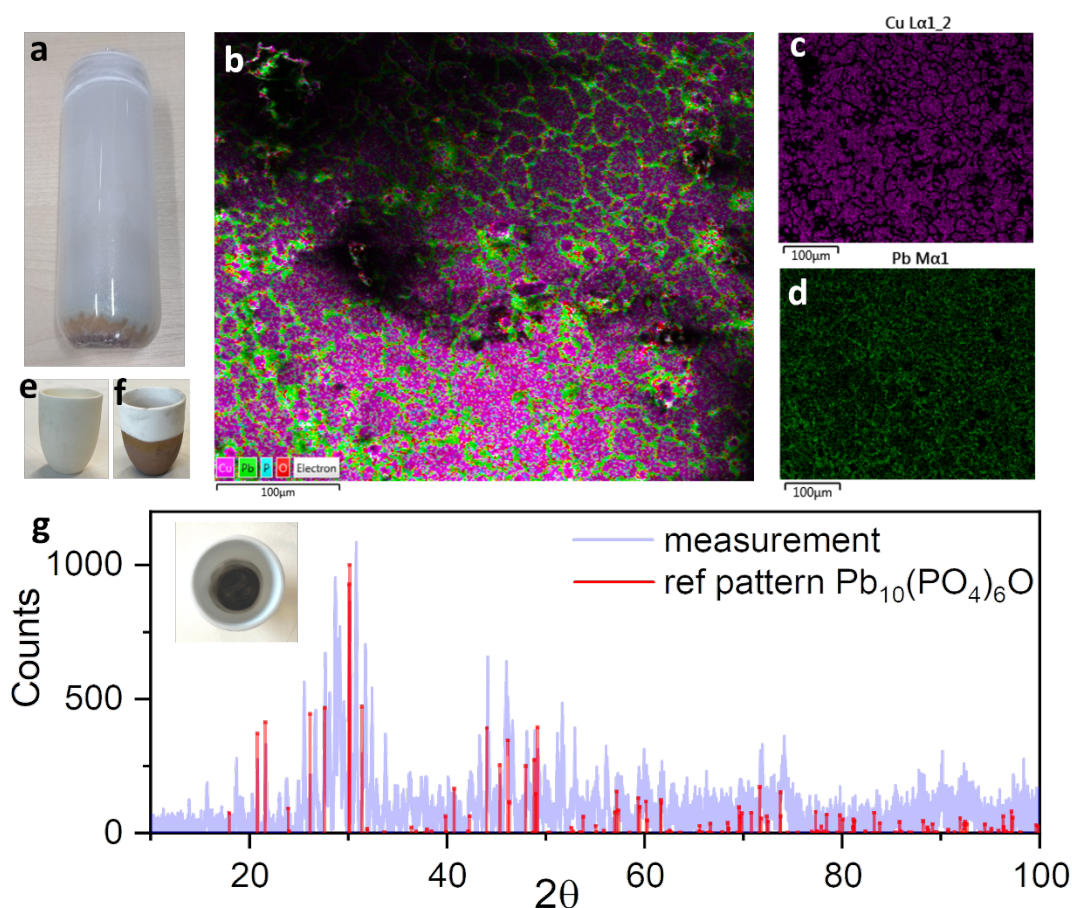 a
b
Cu Pb P O Electron
100μm
Cu Lα1_2
c
100μm
Pb Mα1
d
100μm
e
f
g
measurement
ref pattern Pb₁₀(PO₄)₆O
Counts
1000
500
0
20 40 60 80 100
2θ